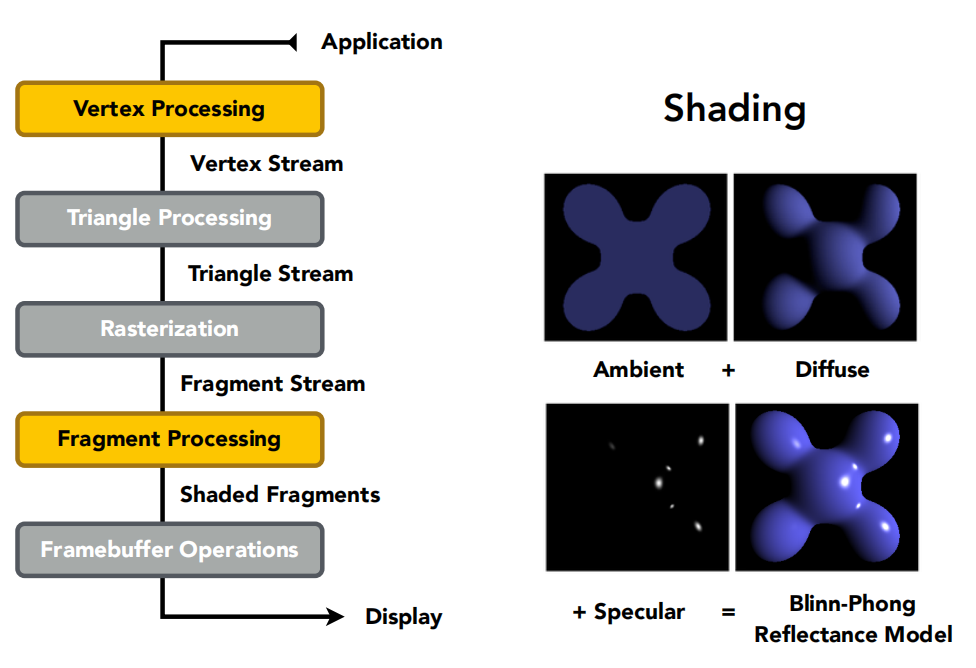 Application
Vertex Processing
Vertex Stream
Triangle Processing
Triangle Stream
Rasterization
Fragment Stream
Fragment Processing
Shaded Fragments
Framebuffer Operations
Display
Shading
Ambient + Diffuse
+ Specular = Blinn-Phong
Reflectance Model